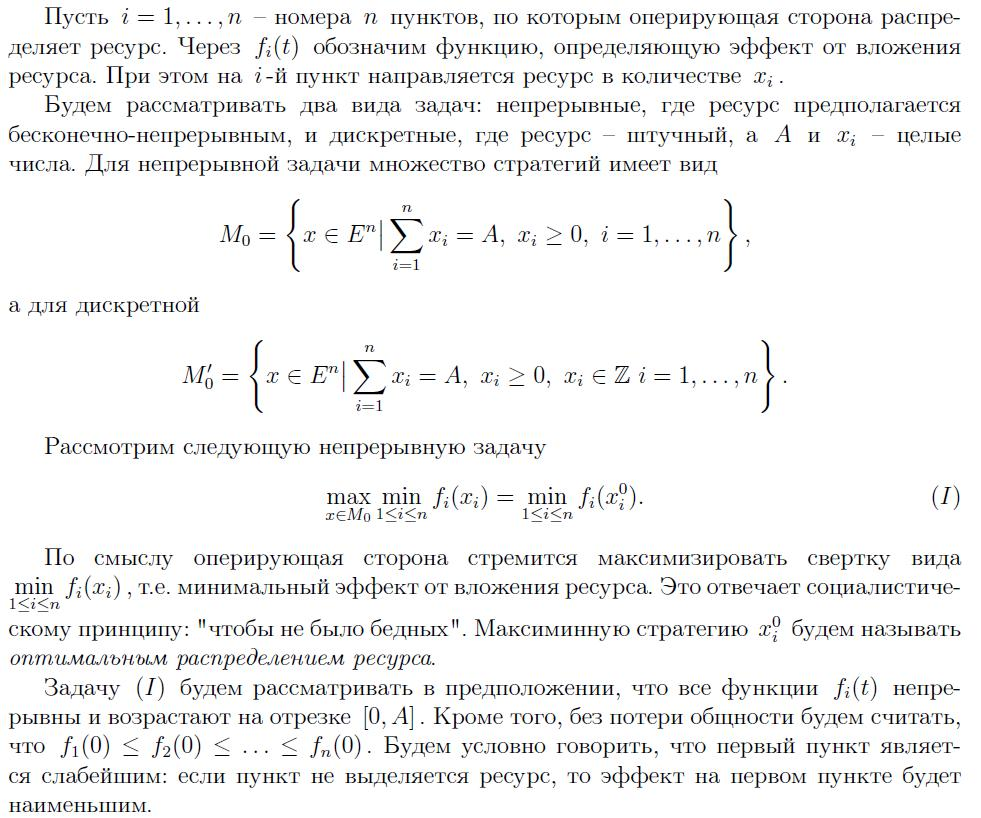 Пусть i = 1, . . . , n – номера n пунктов, по которым оперирующая сторона распре-
деляет ресурс. Через f_i(t) обозначим функцию, определяющую эффект от вложения
ресурса. При этом на i-й пункт направляется ресурс в количестве x_i .
Будем рассматривать два вида задач: непрерывные, где ресурс предполагается
бесконечно-непрерывным, и дискретные, где ресурс – штучный, а A и x_i – целые
числа. Для непрерывной задачи множество стратегий имеет вид
M_0 = { x ∈ E^n | ∑_{i=1}^{n} x_i = A, x_i ≥ 0, i = 1, . . . , n } ,
а для дискретной
M′_0 = { x ∈ E^n | ∑_{i=1}^{n} x_i = A, x_i ≥ 0, x_i ∈ ℤ i = 1, . . . , n } .
Рассмотрим следующую непрерывную задачу
max_{x∈M_0} min_{1≤i≤n} f_i(x_i) = min_{1≤i≤n} f_i(x_i^0). (I)
По смыслу оперирующая сторона стремится максимизировать свертку вида
min_{1≤i≤n} f_i(x_i) , т.е. минимальный эффект от вложения ресурса. Это отвечает социалистиче-
скому принципу: "чтобы не было бедных". Максиминную стратегию x_i^0 будем называть
оптимальным распределением ресурса.
Задачу (I) будем рассматривать в предположении, что все функции f_i(t) непре-
рывны и возрастают на отрезке [0, A] . Кроме того, без потери общности будем считать,
что f_1(0) ≤ f_2(0) ≤ . . . ≤ f_n(0) . Будем условно говорить, что первый пункт являет-
ся слабейшим: если пункт не выделяется ресурс, то эффект на первом пункте будет
наименьшим.